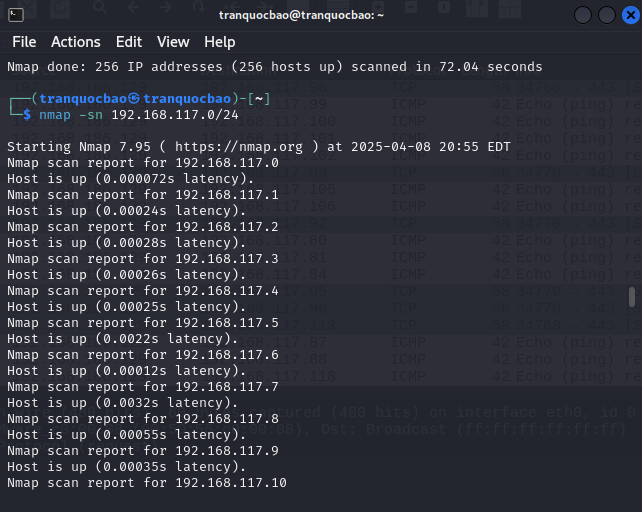 tranquocbao@tranquocbao: ~
File Actions Edit View Help
Nmap done: 256 IP addresses (256 hosts up) scanned in 72.04 seconds
┌──(tranquocbao㉿tranquocbao)-[~]
└─$ nmap -sn 192.168.117.0/24
Starting Nmap 7.95 ( https://nmap.org ) at 2025-04-08 20:55 EDT
Nmap scan report for 192.168.117.0
Host is up (0.000072s latency).
Nmap scan report for 192.168.117.1
Host is up (0.00024s latency).
Nmap scan report for 192.168.117.2
Host is up (0.00028s latency).
Nmap scan report for 192.168.117.3
Host is up (0.00026s latency).
Nmap scan report for 192.168.117.4
Host is up (0.00025s latency).
Nmap scan report for 192.168.117.5
Host is up (0.0022s latency).
Nmap scan report for 192.168.117.6
Host is up (0.00012s latency).
Nmap scan report for 192.168.117.7
Host is up (0.0032s latency).
Nmap scan report for 192.168.117.8
Host is up (0.00055s latency).
Nmap scan report for 192.168.117.9
Host is up (0.00035s latency).
Nmap scan report for 192.168.117.10